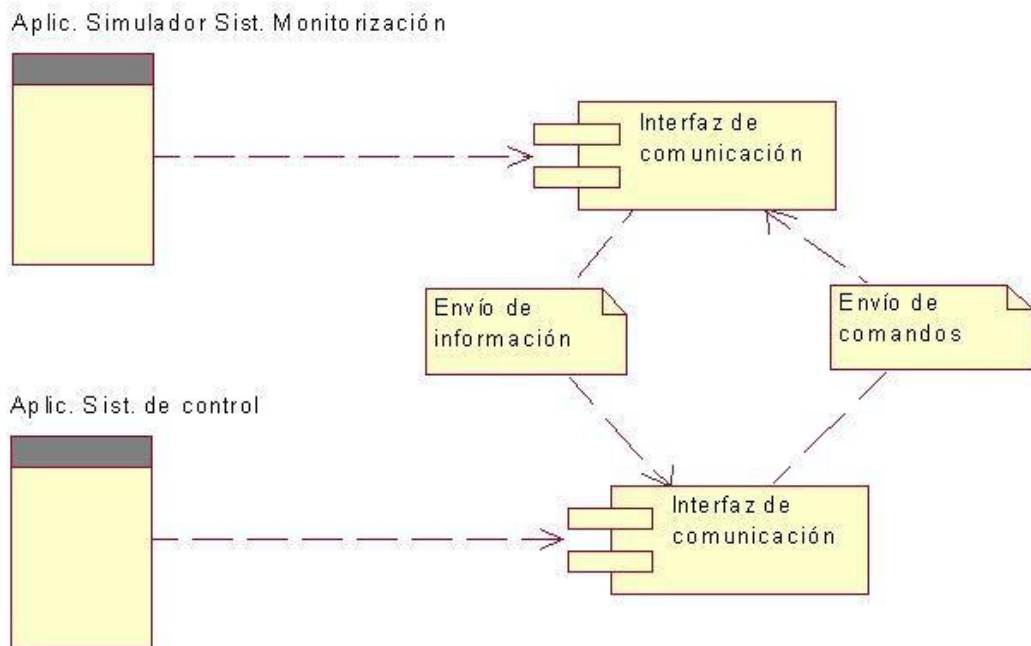 Aplic. Simulador Sist. Monitorización
Interfaz de
comunicación
Envío de
información
Envío de
comandos
Aplic. Sist. de control
Interfaz de
comunicación